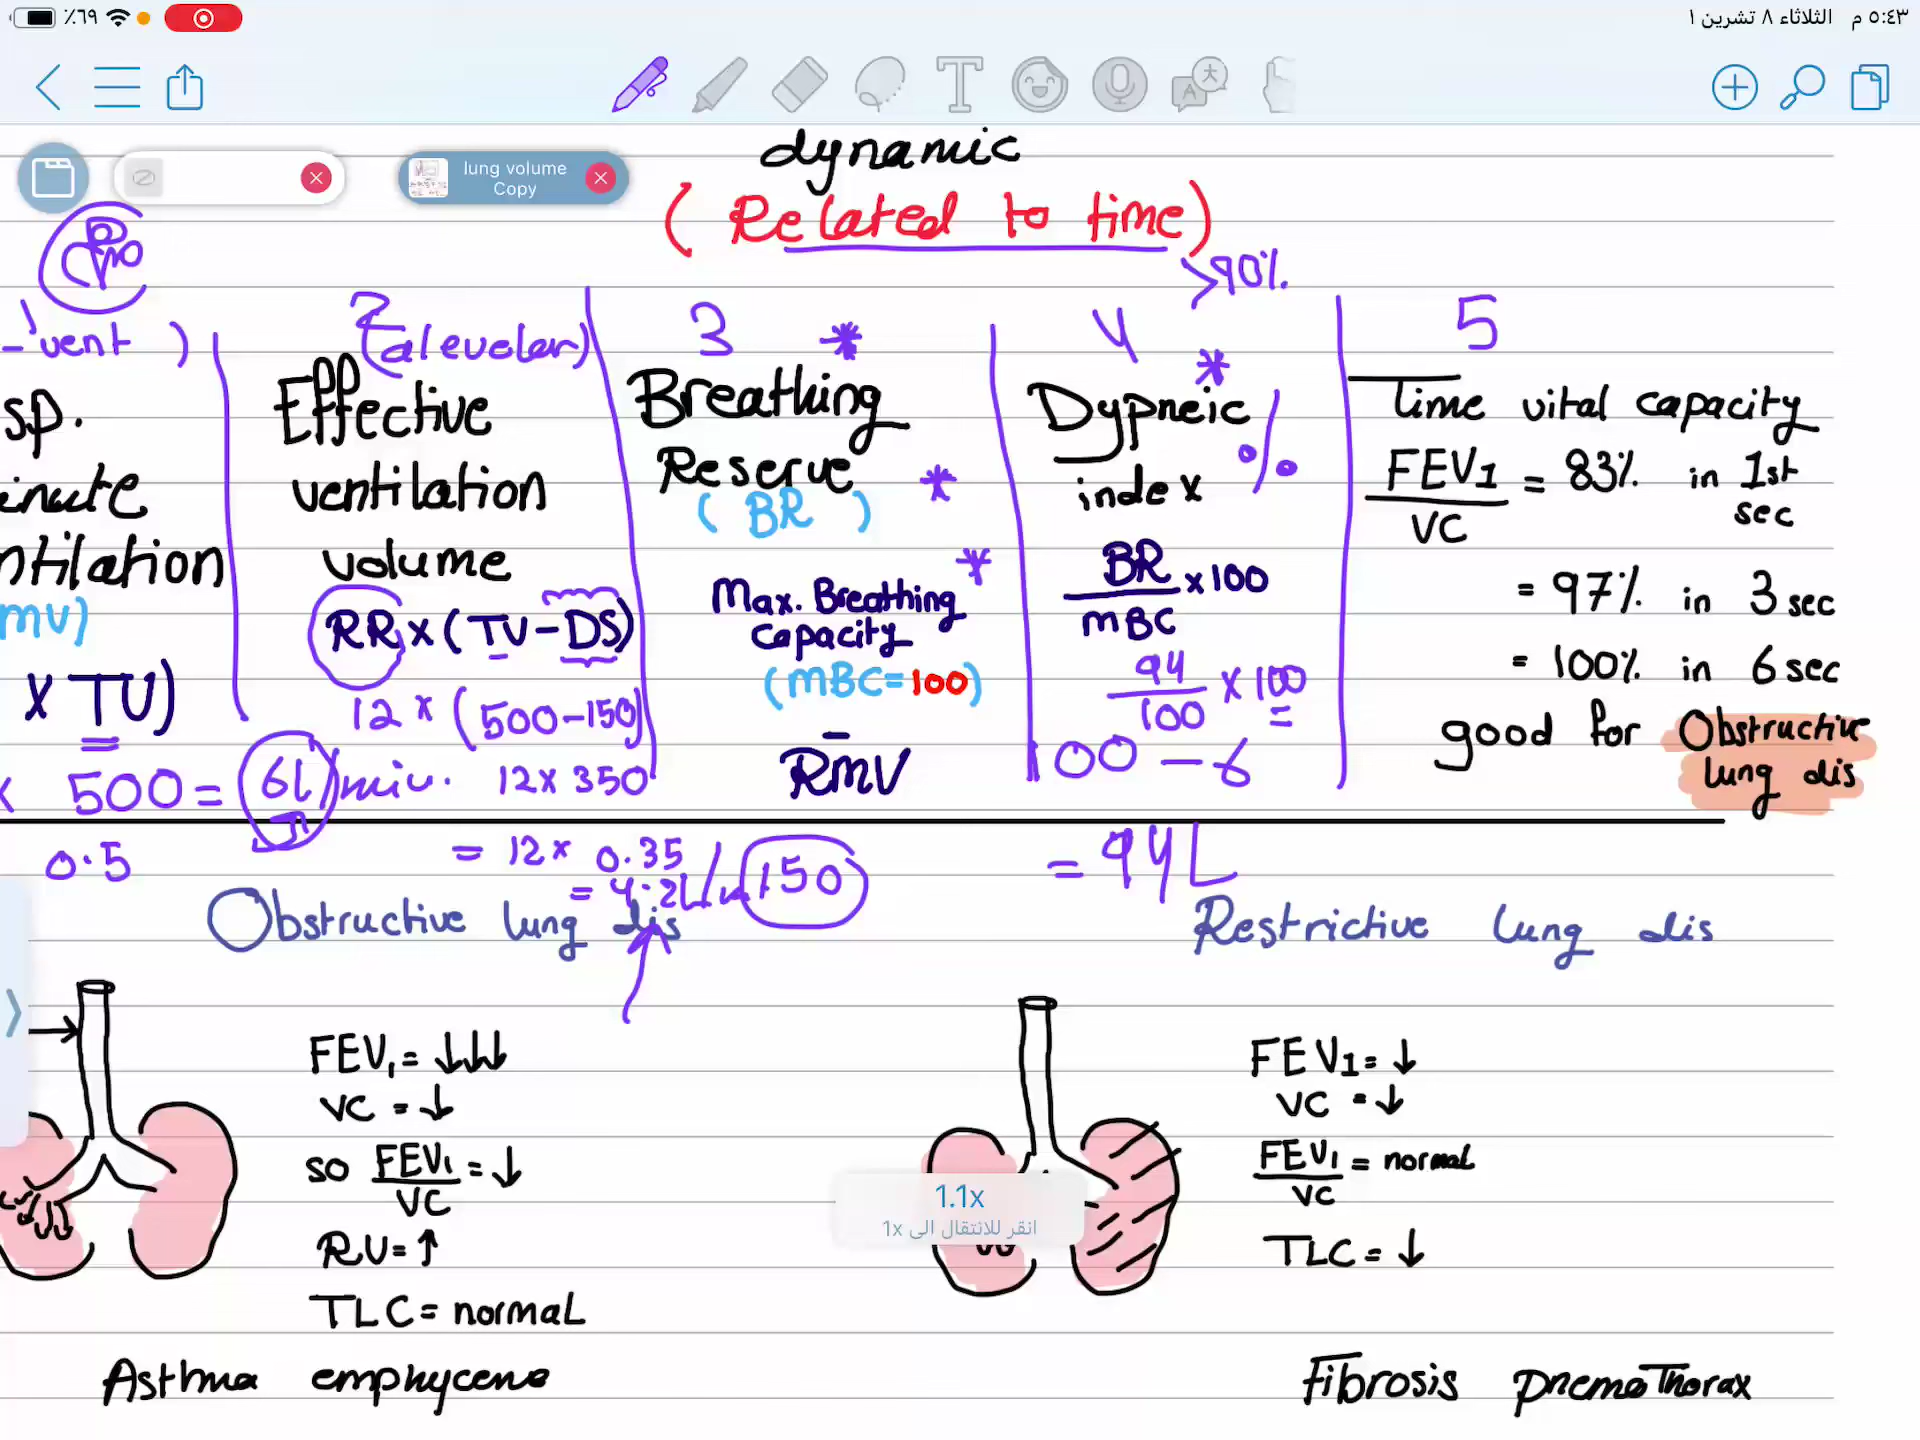 ٪٦٩
٥:٤٣ م الثلاثاء ٨ تشرين ١
dynamic
lung volume
Copy
(Related to time)
>90%
- vent )
2
(aleveler)
3 *
4
*
5
sp.
Effective
Breathing
Dypneic %
Time vital capacity
inute
ventilation
Reserve *
index
FEV1/VC = 83% in 1st sec
ntilation
volume
(BR)
BR/mBC x 100
= 97% in 3 sec
mV)
RR x (TV-DS)
Max. Breathing *
capacity
94/100 x 100 =
= 100% in 6 sec
x TU)
12 x (500-150)
(mBC=100)
good for Obstructive
lung dis
x 500 = 6L/min.
12 x 350
-
RMV
100 - 6
0.5
= 12 x 0.35
= 4.2L/
150
= 94L
Obstructive lung dis
Restrictive lung dis
FEV1 = ↓↓↓
VC = ↓
so FEV1/VC = ↓
RV = ↑
TLC = normal
Asthma emphycene
FEV1 = ↓
VC = ↓
FEV1/VC = normal
TLC = ↓
1.1x
انقر للانتقال الى 1x
Fibrosis pnemothorax